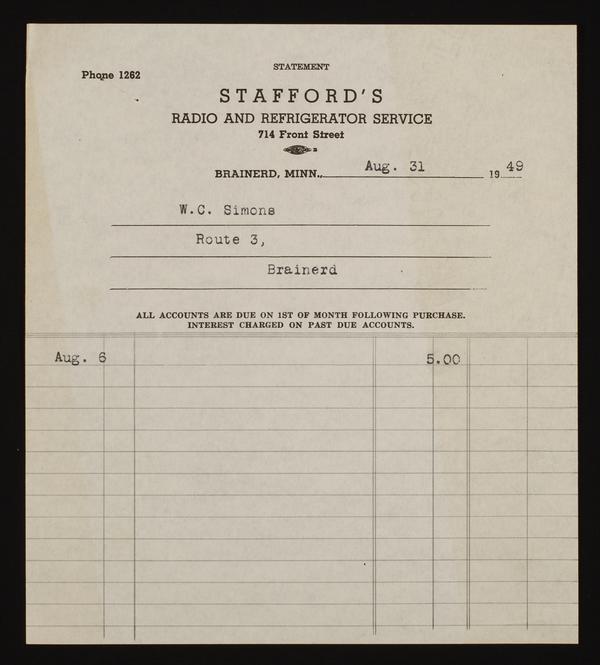 STATEMENT
Phone 1262
STAFFORD'S
RADIO AND REFRIGERATOR SERVICE
714 Front Street
BRAINERD, MINN., Aug. 31 1949
W.C. Simons
Route 3,
Brainerd
ALL ACCOUNTS ARE DUE ON 1ST OF MONTH FOLLOWING PURCHASE.
INTEREST CHARGED ON PAST DUE ACCOUNTS.
Aug. 6 5.00